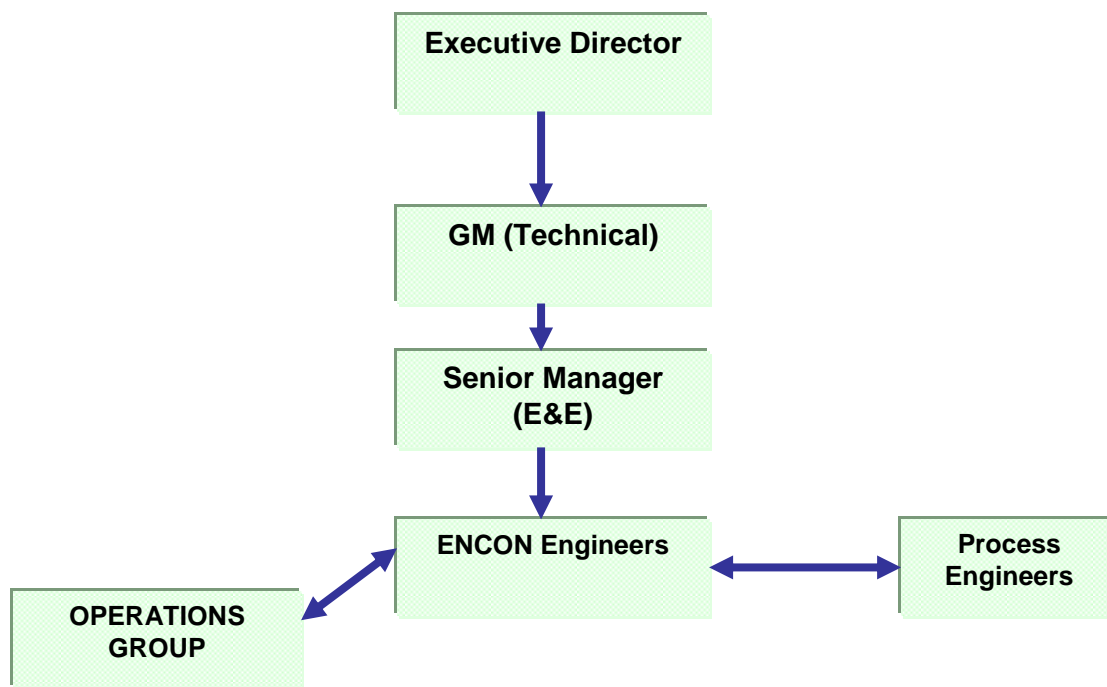 Executive Director
GM (Technical)
Senior Manager
(E&E)
ENCON Engineers
Process
Engineers
OPERATIONS
GROUP